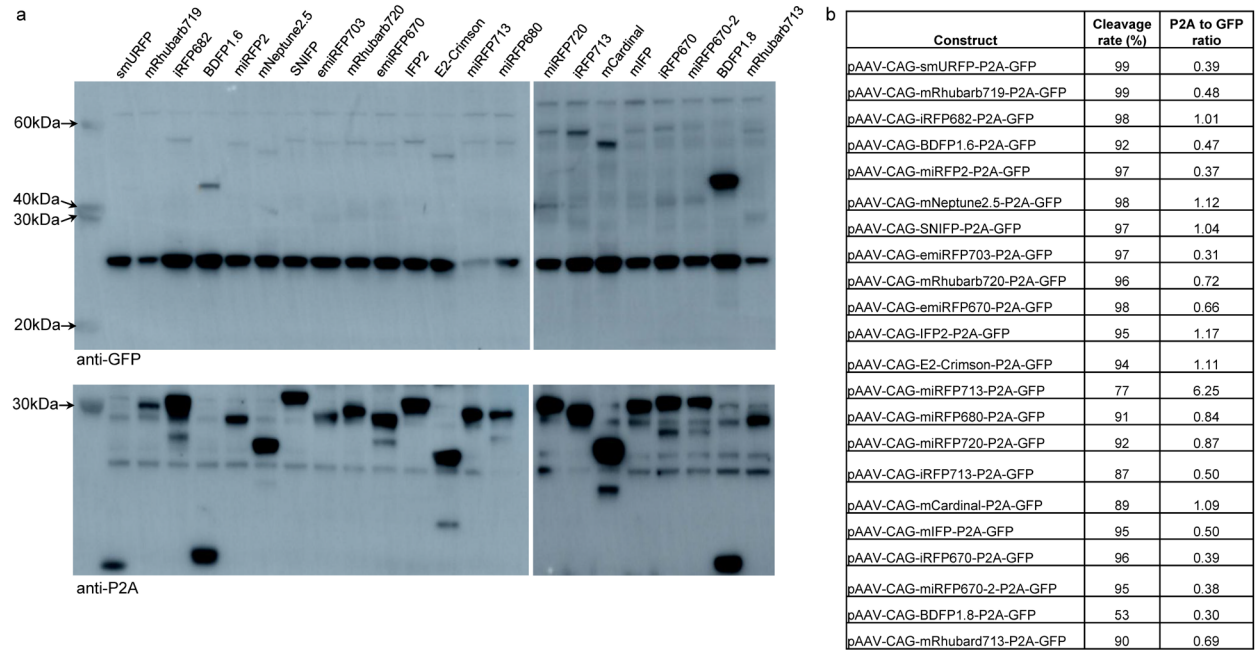 a
smURFP
mRhubarb719
iRFP682
BDFP1.6
miRFP2
mNeptune2.5
SNIFP
emiRFP703
mRhubarb720
emiRFP670
IFP2
E2-Crimson
miRFP713
miRFP680
miRFP720
iRFP713
mCardinal
mIFP
iRFP670
miRFP670-2
BDFP1.8
mRhubarb713
60kDa
40kDa
30kDa
20kDa
anti-GFP
30kDa
anti-P2A
b
Construct Cleavage rate (%) P2A to GFP ratio
pAAV-CAG-smURFP-P2A-GFP 99 0.39
pAAV-CAG-mRhubarb719-P2A-GFP 99 0.48
pAAV-CAG-iRFP682-P2A-GFP 98 1.01
pAAV-CAG-BDFP1.6-P2A-GFP 92 0.47
pAAV-CAG-miRFP2-P2A-GFP 97 0.37
pAAV-CAG-mNeptune2.5-P2A-GFP 98 1.12
pAAV-CAG-SNIFP-P2A-GFP 97 1.04
pAAV-CAG-emiRFP703-P2A-GFP 97 0.31
pAAV-CAG-mRhubarb720-P2A-GFP 96 0.72
pAAV-CAG-emiRFP670-P2A-GFP 98 0.66
pAAV-CAG-IFP2-P2A-GFP 95 1.17
pAAV-CAG-E2-Crimson-P2A-GFP 94 1.11
pAAV-CAG-miRFP713-P2A-GFP 77 6.25
pAAV-CAG-miRFP680-P2A-GFP 91 0.84
pAAV-CAG-miRFP720-P2A-GFP 92 0.87
pAAV-CAG-iRFP713-P2A-GFP 87 0.50
pAAV-CAG-mCardinal-P2A-GFP 89 1.09
pAAV-CAG-mIFP-P2A-GFP 95 0.50
pAAV-CAG-iRFP670-P2A-GFP 96 0.39
pAAV-CAG-miRFP670-2-P2A-GFP 95 0.38
pAAV-CAG-BDFP1.8-P2A-GFP 53 0.30
pAAV-CAG-mRhubard713-P2A-GFP 90 0.69